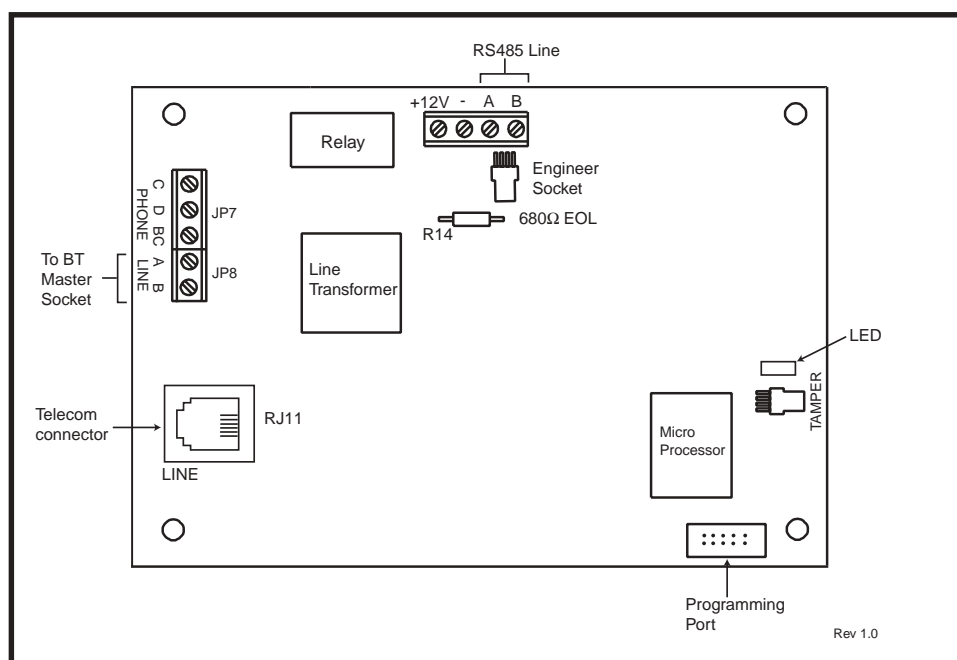 RS485 Line
+12V - A B
Relay
Engineer
Socket
680Ω EOL
R14
C
D
BC
PHONE
JP7
A
B
LINE
JP8
To BT
Master
Socket
Line
Transformer
LED
TAMPER
Telecom
connector
RJ11
LINE
Micro
Processor
Programming
Port
Rev 1.0